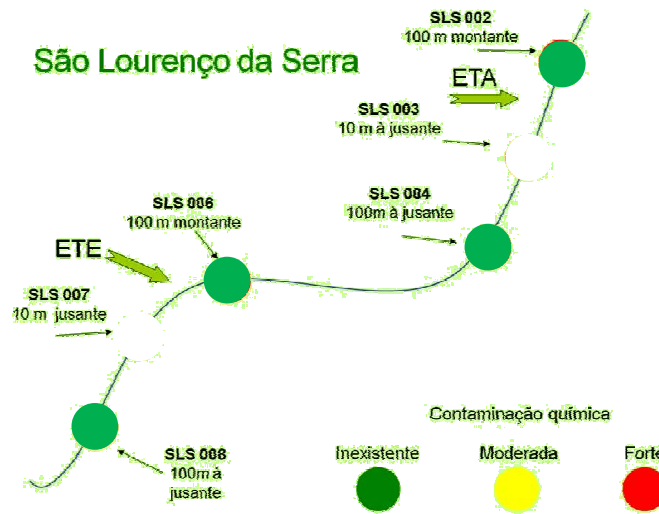 São Lourenço da Serra
SLS 002
100 m montante
ETA
SLS 003
10 m à jusante
SLS 004
100m à jusante
SLS 006
100 m montante
ETE
SLS 007
10 m jusante
SLS 008
100m à
jusante
Contaminação química
Inexistente
Moderada
Forte